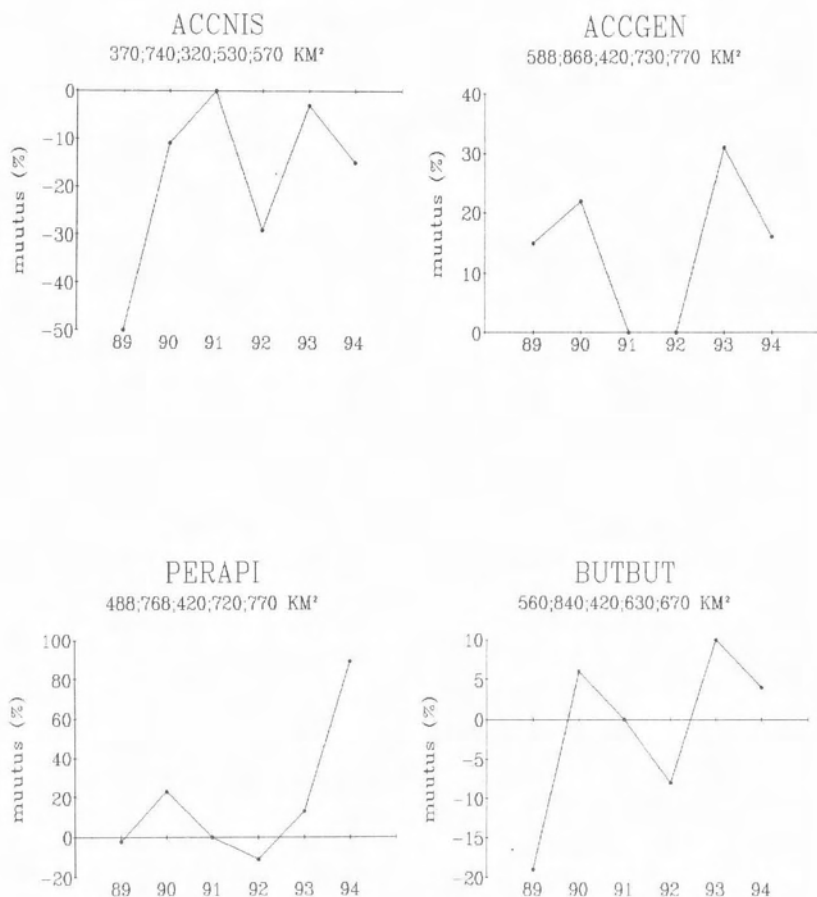 ACCNIS
370;740;320;530;570 KM²
0
-10
-20
-30
-40
-50
muutus (%)
89 90 91 92 93 94
ACCGEN
588;868;420;730;770 KM²
40
30
20
10
0
muutus (%)
89 90 91 92 93 94
PERAPI
488;768;420;720;770 KM²
100
80
60
40
20
0
-20
muutus (%)
89 90 91 92 93 94
BUTBUT
560;840;420;630;670 KM²
10
5
0
-5
-10
-15
-20
muutus (%)
89 90 91 92 93 94